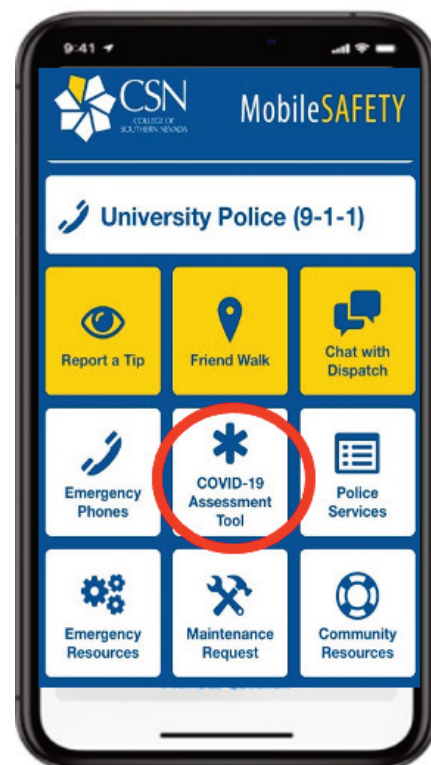 9:41
CSN
COLLEGE OF
SOUTHERN NEVADA
MobileSAFETY
University Police (9-1-1)
Report a Tip
Friend Walk
Chat with
Dispatch
Emergency
Phones
COVID-19
Assessment
Tool
Police
Services
Emergency
Resources
Maintenance
Request
Community
Resources